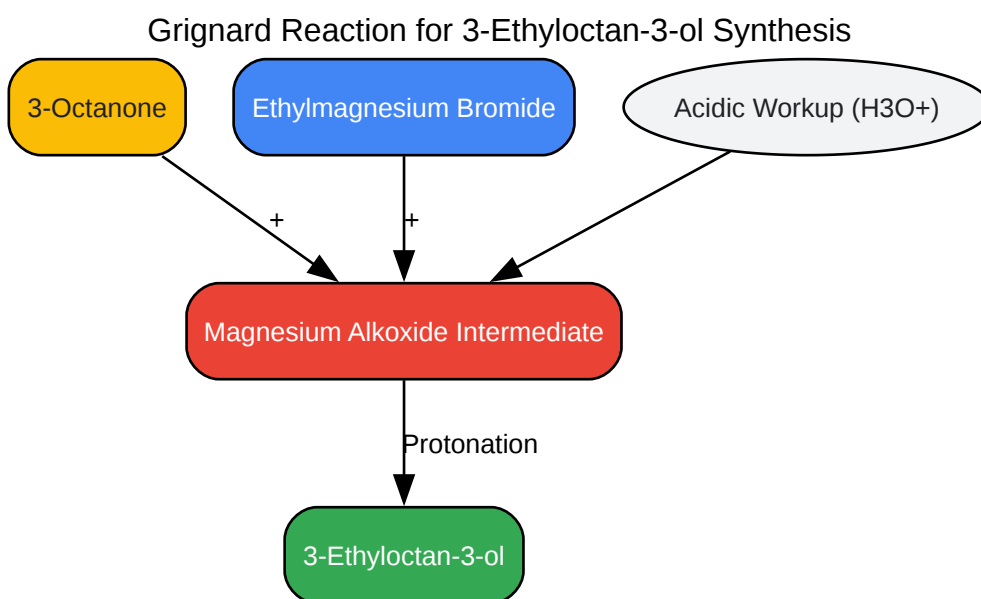 Grignard Reaction for 3-Ethyloctan-3-ol Synthesis
3-Octanone
Ethylmagnesium Bromide
Acidic Workup (H3O+)
+
+
Magnesium Alkoxide Intermediate
Protonation
3-Ethyloctan-3-ol